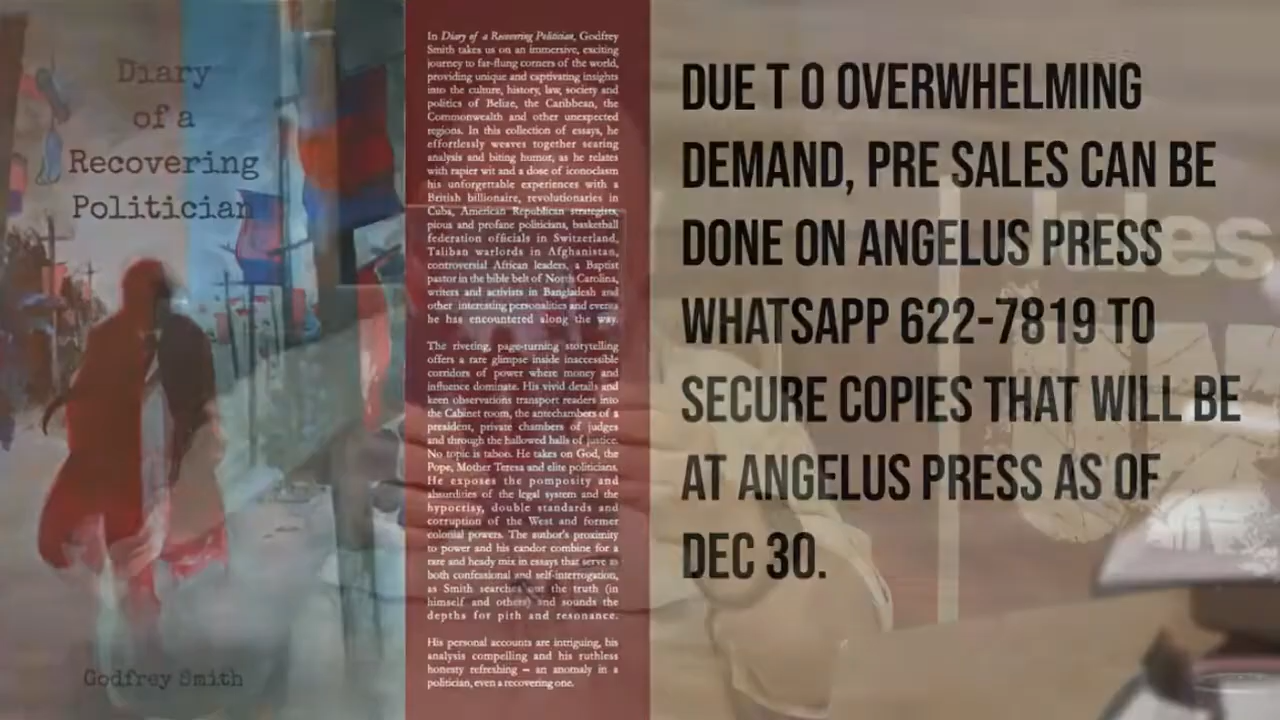 Diary
of a
Recovering
Politician
Godfrey Smith
In Diary of a Recovering Politician, Godfrey
Smith takes us on an immersive, exciting
journey to far-flung corners of the world,
providing unique and captivating insights
into the culture, history, law, society and
politics of Belize, the Caribbean, the
Commonwealth and other unexpected
regions. In this collection of essays, he
effortlessly weaves together searing
analysis and biting humor, as he relates
with rapier wit and a dose of iconoclasm
his unforgettable experiences with a
British billionaire, revolutionaries in
Cuba, American Republican strategists,
pious and profane politicians, basketball
federation officials in Switzerland,
Taliban warlords in Afghanistan,
controversial African leaders, a Baptist
pastor in the bible belt of North Carolina,
writers and activists in Bangladesh and
other interesting personalities and events
he has encountered along the way.
The riveting, page-turning storytelling
offers a rare glimpse inside inaccessible
corridors of power where money and
influence dominate. His vivid details and
keen observations transport readers into
the Cabinet room, the antechambers of a
president, private chambers of judges
and through the hallowed halls of justice.
No topic is taboo. He takes on God, the
Pope, Mother Teresa and elite politicians.
He exposes the pomposity and
absurdities of the legal system and the
hypocrisy, double standards and
corruption of the West and former
colonial powers. The author's proximity
to power and his candor combine for a
rare and heady mix in essays that serve as
both confessional and self-interrogation,
as Smith searches out the truth (in
himself and others) and sounds the
depths for pith and resonance.
His personal accounts are intriguing, his
analysis compelling and his ruthless
honesty refreshing – an anomaly in a
politician, even a recovering one.
DUE T O OVERWHELMING
DEMAND, PRE SALES CAN BE
DONE ON ANGELUS PRESS
WHATSAPP 622-7819 TO
SECURE COPIES THAT WILL BE
AT ANGELUS PRESS AS OF
DEC 30.